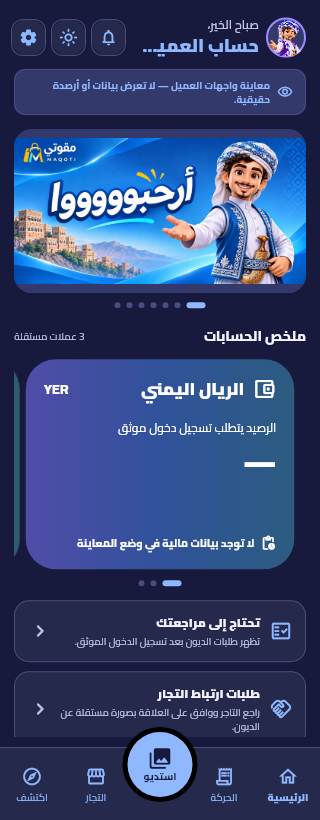 صباح الخير،
حساب العميـ...
معاينة واجهات العميل — لا تعرض بيانات أو أرصدة
حقيقية.
مقوتي
MAQOTI
أرحبوووووا
ملخص الحسابات
3 عملات مستقلة
الريال اليمني
YER
الرصيد يتطلب تسجيل دخول موثق
—
لا توجد بيانات مالية في وضع المعاينة
تحتاج إلى مراجعتك
تظهر طلبات الديون بعد تسجيل الدخول الموثق.
طلبات ارتباط التجار
راجع التاجر ووافق على العلاقة بصورة مستقلة عن
الديون.
الرئيسية
الحركة
استديو
التجار
اكتشف